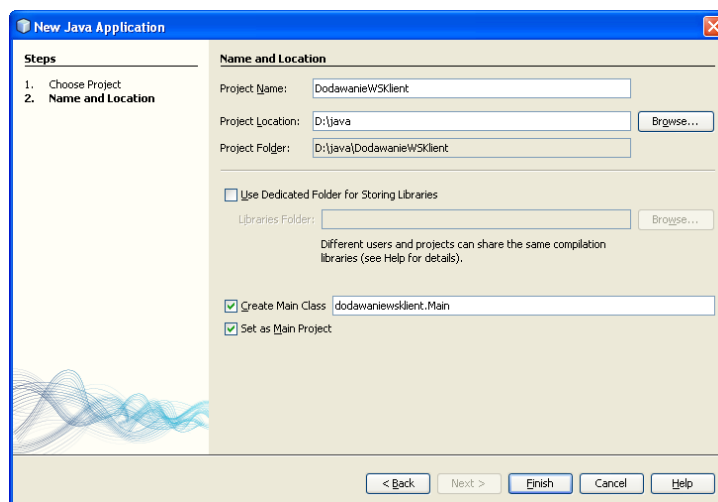 New Java Application
Steps
1. Choose Project
2. Name and Location
Name and Location
Project Name: DodawanieWSKlient
Project Location: D:\java Browse...
Project Folder: D:\java\DodawanieWSKlient
Use Dedicated Folder for Storing Libraries
Libraries Folder: Browse...
Different users and projects can share the same compilation
libraries (see Help for details).
Create Main Class dodawaniewsklient.Main
Set as Main Project
< Back Next > Finish Cancel Help